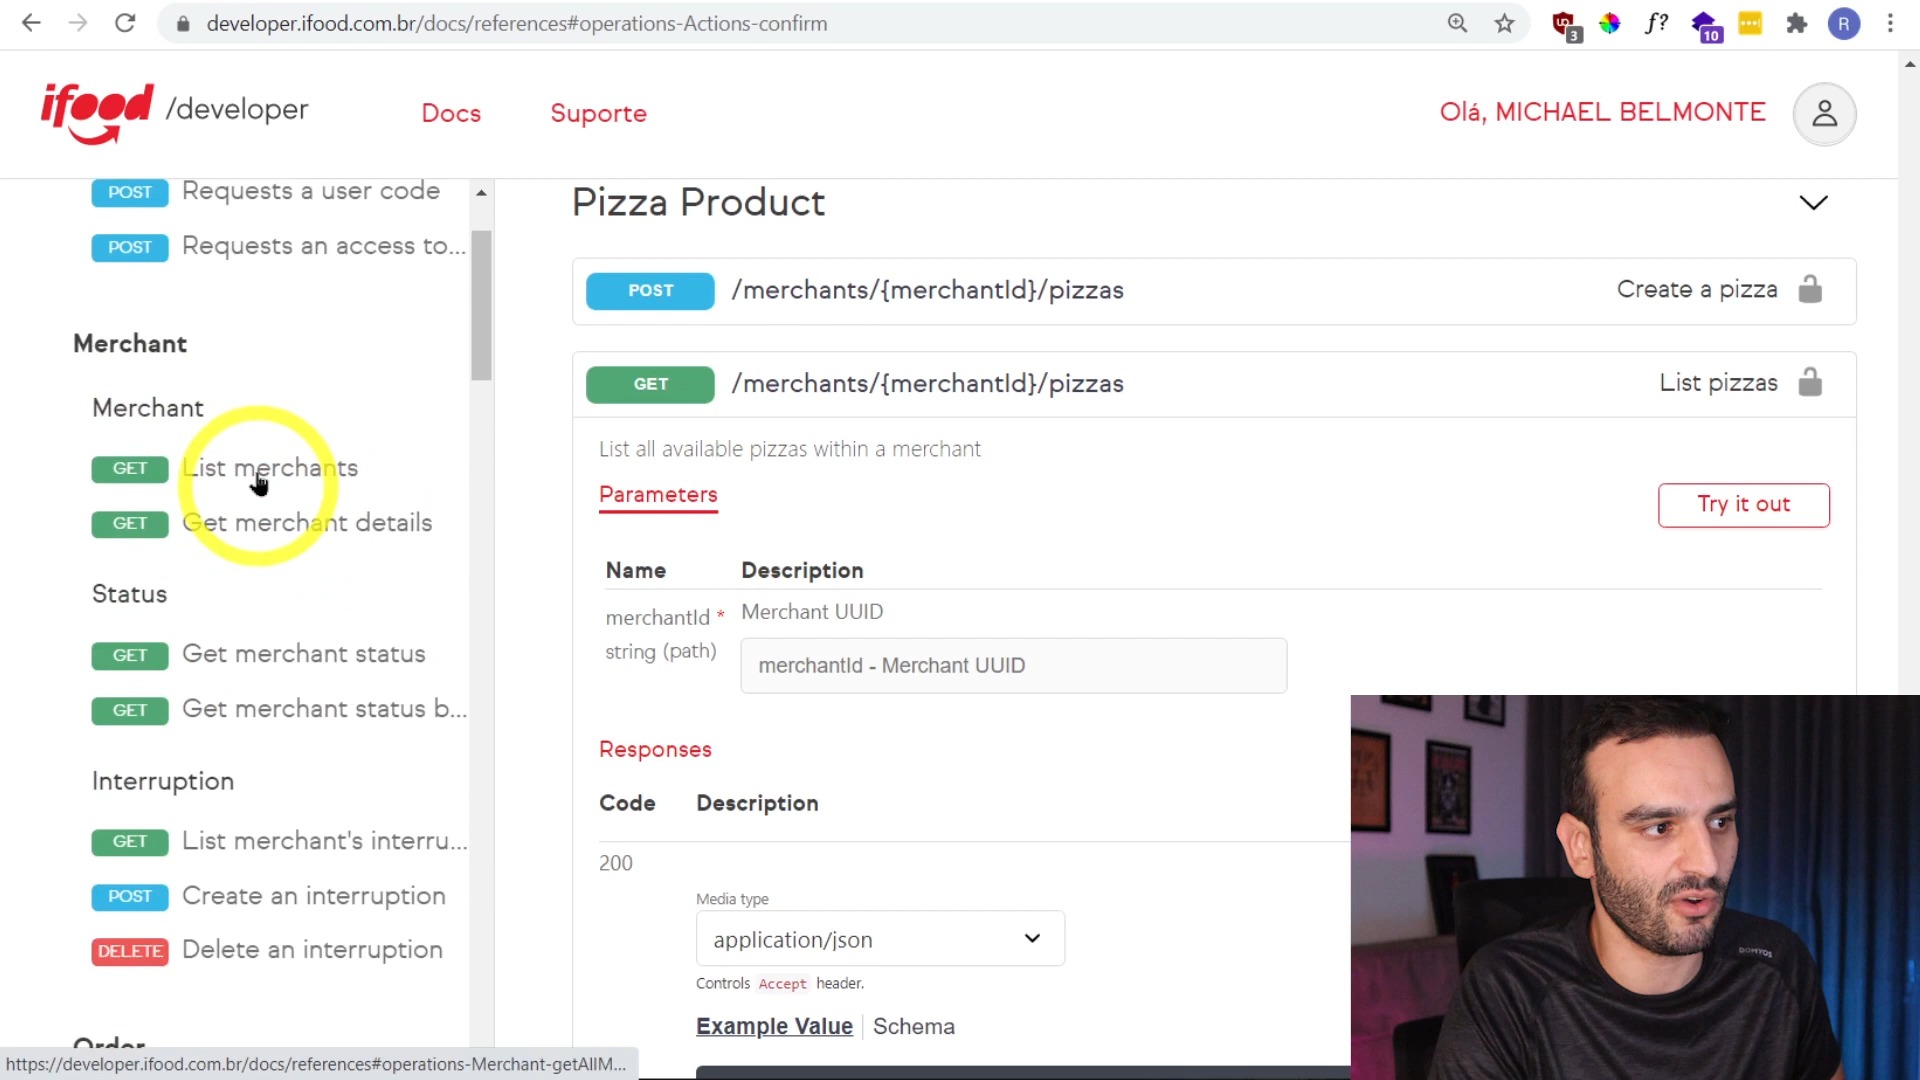 developer.ifood.com.br/docs/references#operations-Actions-confirm
3
f?
10
R
ifood /developer
Docs
Suporte
Olá, MICHAEL BELMONTE
POST Requests a user code
POST Requests an access to...
Merchant
Merchant
GET List merchants
GET Get merchant details
Status
GET Get merchant status
GET Get merchant status b...
Interruption
GET List merchant's interru...
POST Create an interruption
DELETE Delete an interruption
Order
https://developer.ifood.com.br/docs/references#operations-Merchant-getAllM...
Pizza Product
POST /merchants/{merchantId}/pizzas Create a pizza
GET /merchants/{merchantId}/pizzas List pizzas
List all available pizzas within a merchant
Parameters
Try it out
Name Description
merchantId * Merchant UUID
string (path) merchantId - Merchant UUID
Responses
Code Description
200
Media type
application/json
Controls Accept header.
Example Value Schema
DOMYOS